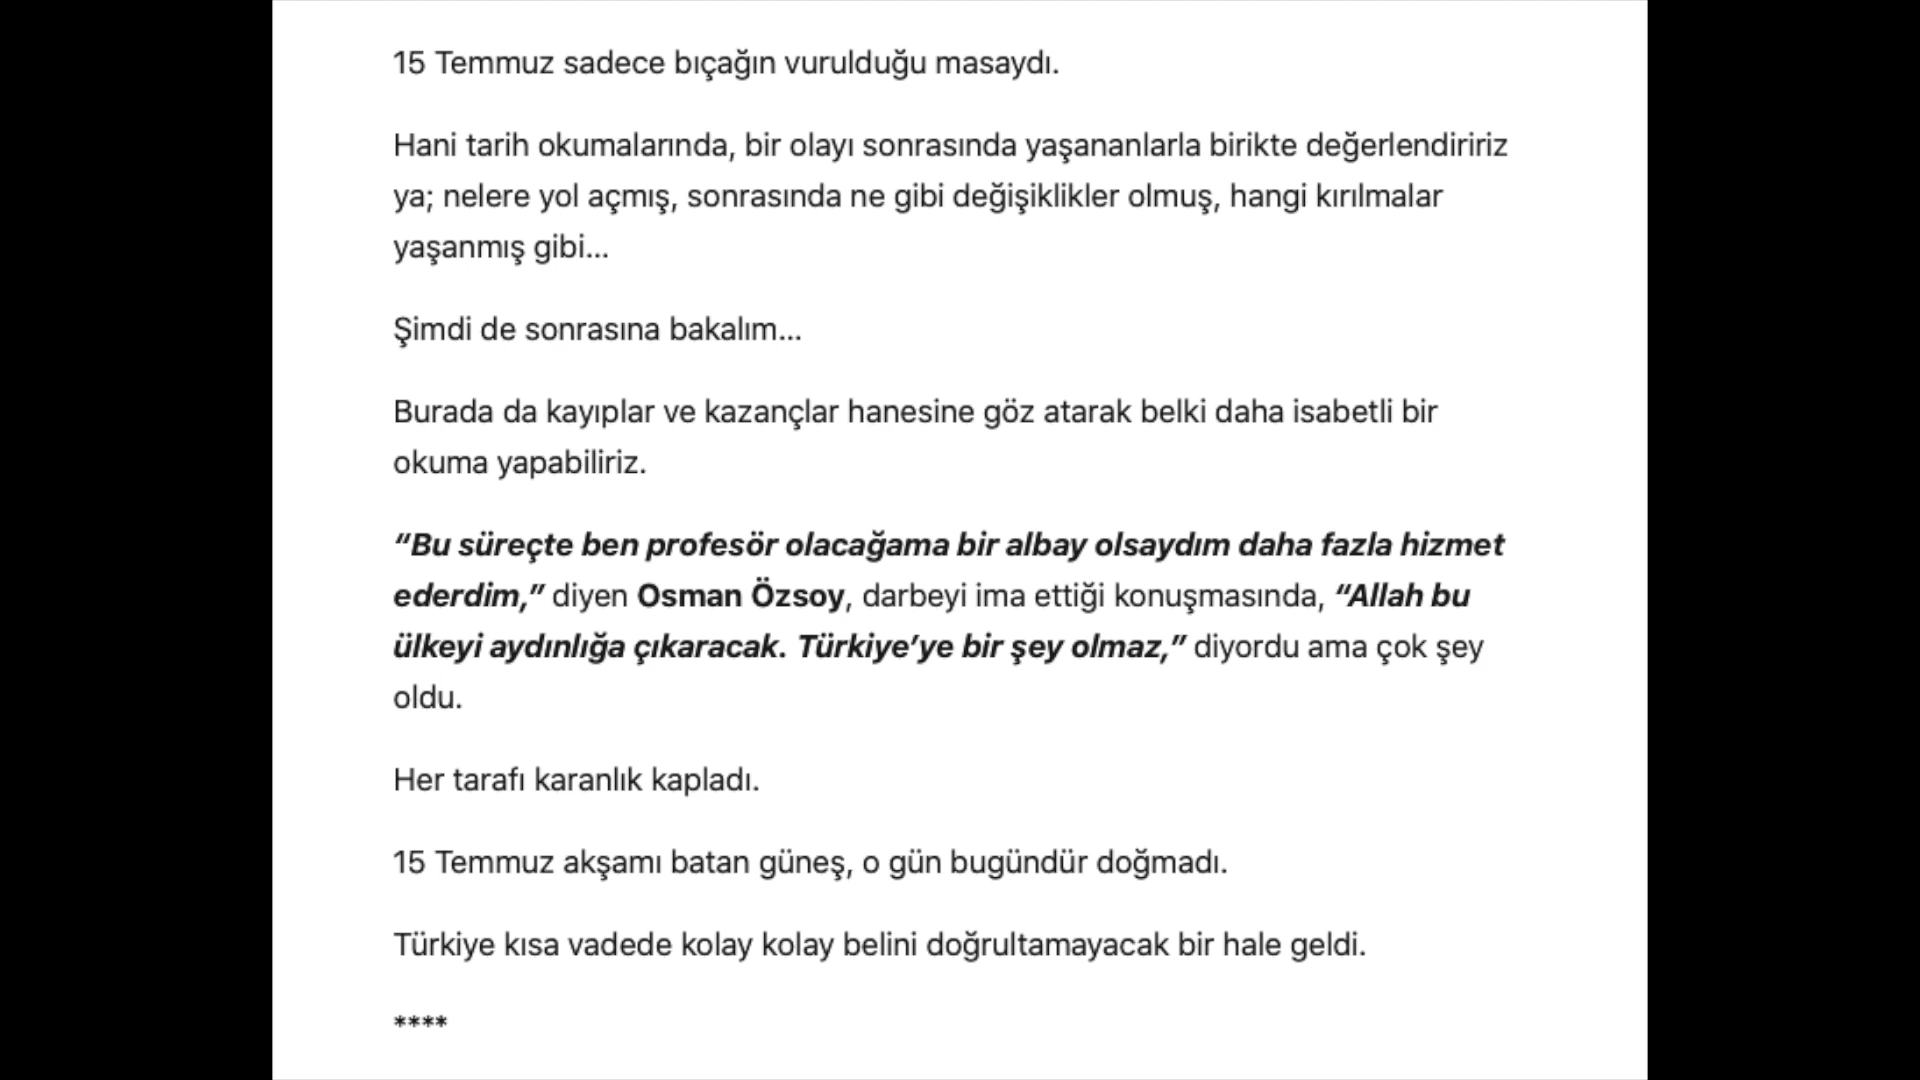 15 Temmuz sadece bıçağın vurulduğu masaydı.
Hani tarih okumalarında, bir olayı sonrasında yaşananlarla birikte değerlendiririz
ya; nelere yol açmış, sonrasında ne gibi değişiklikler olmuş, hangi kırılmalar
yaşanmış gibi...
Şimdi de sonrasına bakalım...
Burada da kayıplar ve kazançlar hanesine göz atarak belki daha isabetli bir
okuma yapabiliriz.
“Bu süreçte ben profesör olacağama bir albay olsaydım daha fazla hizmet
ederdim,” diyen Osman Özsoy, darbeyi ima ettiği konuşmasında, “Allah bu
ülkeyi aydınlığa çıkaracak. Türkiye’ye bir şey olmaz,” diyordu ama çok şey
oldu.
Her tarafı karanlık kapladı.
15 Temmuz akşamı batan güneş, o gün bugündür doğmadı.
Türkiye kısa vadede kolay kolay belini doğrultamayacak bir hale geldi.
****